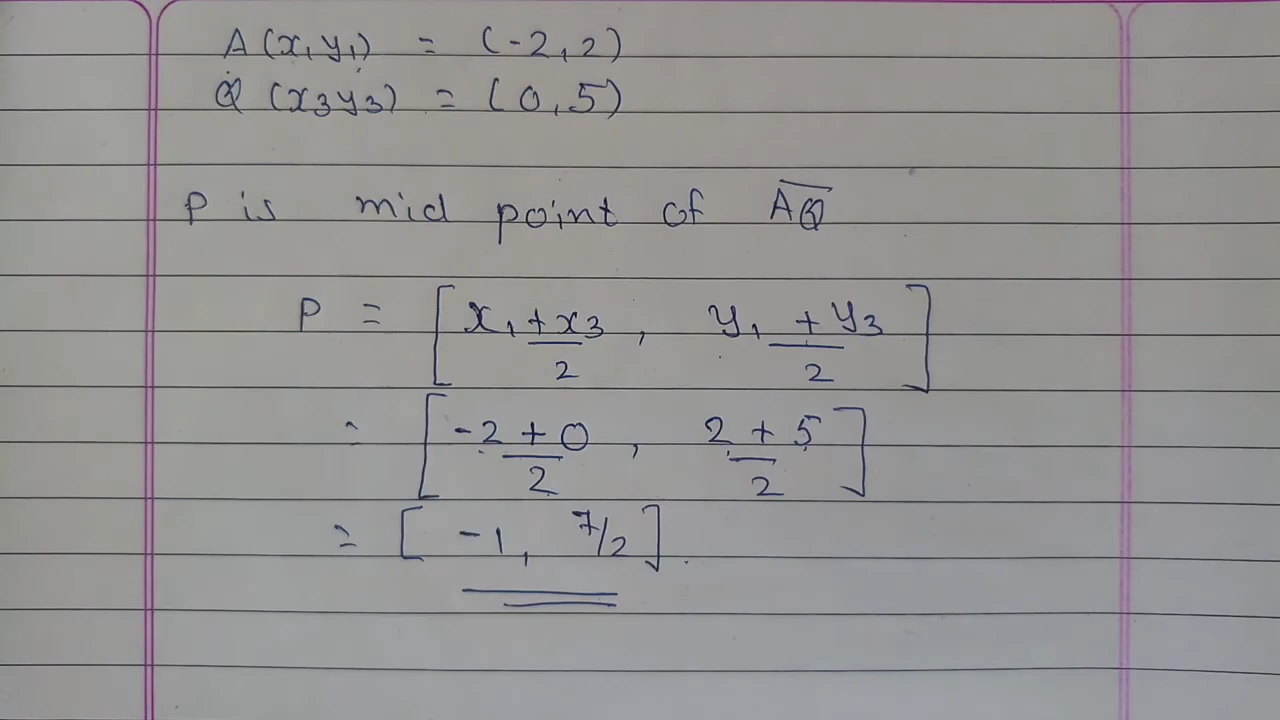 A (x₁ y₁) = (-2, 2)
Q (x₃ y₃) = (0, 5)
P is mid point of A̅Q̅
P = [ x₁ + x₃ / 2 , y₁ + y₃ / 2 ]
= [ -2 + 0 / 2 , 2 + 5 / 2 ]
= [ -1, 7/2 ].